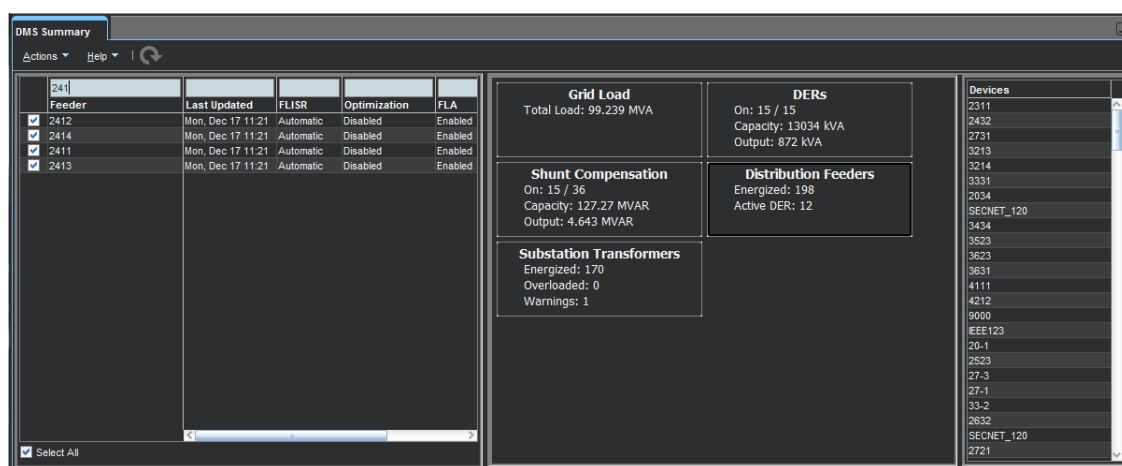 DMS Summary
Actions Help
241
Feeder Last Updated FLISR Optimization FLA
2412 Mon, Dec 17 11:21 Automatic Disabled Enabled
2414 Mon, Dec 17 11:21 Automatic Disabled Enabled
2411 Mon, Dec 17 11:21 Automatic Disabled Enabled
2413 Mon, Dec 17 11:21 Automatic Disabled Enabled
Select All
Grid Load
Total Load: 99.239 MVA
DERs
On: 15 / 15
Capacity: 13034 kVA
Output: 872 kVA
Shunt Compensation
On: 15 / 36
Capacity: 127.27 MVAR
Output: 4.643 MVAR
Distribution Feeders
Energized: 198
Active DER: 12
Substation Transformers
Energized: 170
Overloaded: 0
Warnings: 1
Devices
2311
2432
2731
3213
3214
3331
2034
SECNET_120
3434
3523
3623
3631
4111
4212
9000
IEEE123
20-1
2523
27-3
27-1
33-2
2632
SECNET_120
2721